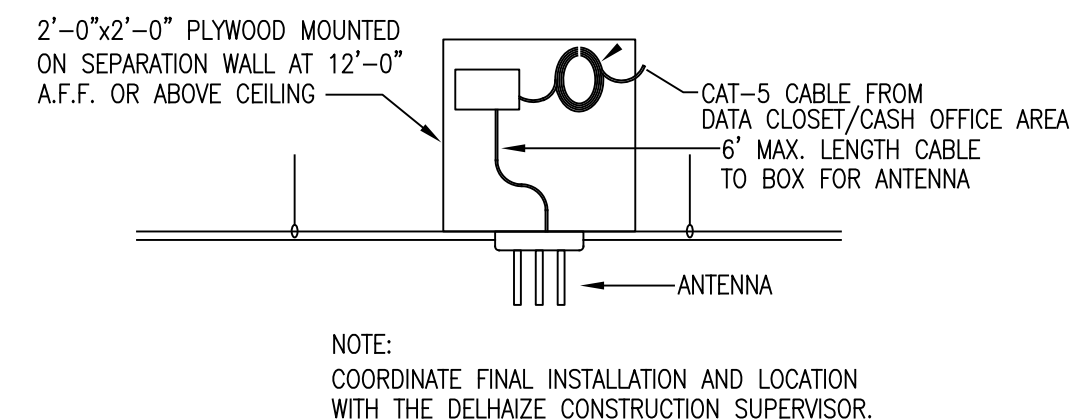 2'-0"x2'-0" PLYWOOD MOUNTED
ON SEPARATION WALL AT 12'-0"
A.F.F. OR ABOVE CEILING
CAT-5 CABLE FROM
DATA CLOSET/CASH OFFICE AREA
6' MAX. LENGTH CABLE
TO BOX FOR ANTENNA
ANTENNA
NOTE:
COORDINATE FINAL INSTALLATION AND LOCATION
WITH THE DELHAIZE CONSTRUCTION SUPERVISOR.